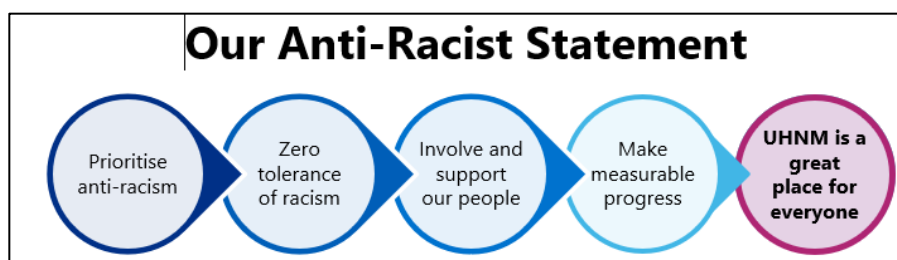 Our Anti-Racist Statement
Prioritise
anti-racism
Zero
tolerance
of racism
Involve and
support
our people
Make
measurable
progress
UHNM is a
great
place for
everyone